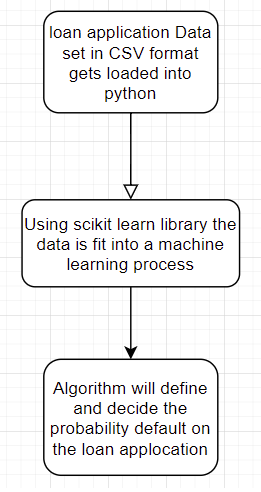 loan application Data
set in CSV format
gets loaded into
python
Using scikit learn library the
data is fit into a machine
learning process
Algorithm will define
and decide the
probability default on
the loan applocation